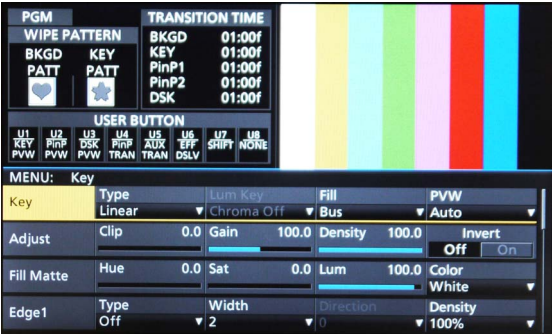 PGM
WIPE PATTERN
BKGD KEY
PATT PATT
TRANSITION TIME
BKGD 01:00f
KEY 01:00f
PinP1 01:00f
PinP2 01:00f
DSK 01:00f
USER BUTTON
U1 U2 U3 U4 U5 U6 U7 U8
KEY PinP DSK PinP AUX EFF SHIFT NONE
PVW PVW PVW TRAN TRAN DSLV
MENU: Key
Key
Type Lum Key Fill PVW
Linear Chroma Off Bus Auto
Adjust
Clip 0.0 Gain 100.0 Density 100.0 Invert
Off On
Fill Matte
Hue 0.0 Sat 0.0 Lum 100.0 Color
White
Edge1
Type Width Direction Density
Off 2 0 100%